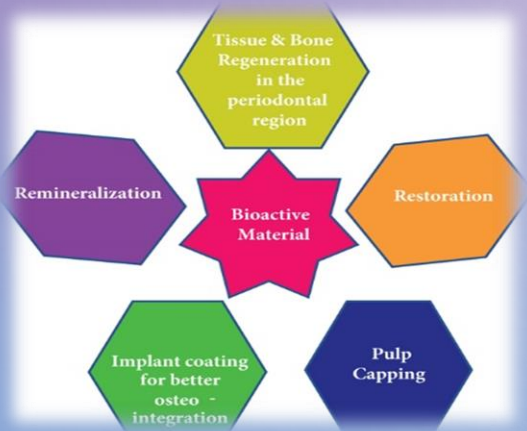 Tissue & Bone
Regeneration
in the
periodontal
region
Remineralization
Restoration
Bioactive
Material
Implant coating
for better
osteo -
integration
Pulp
Capping